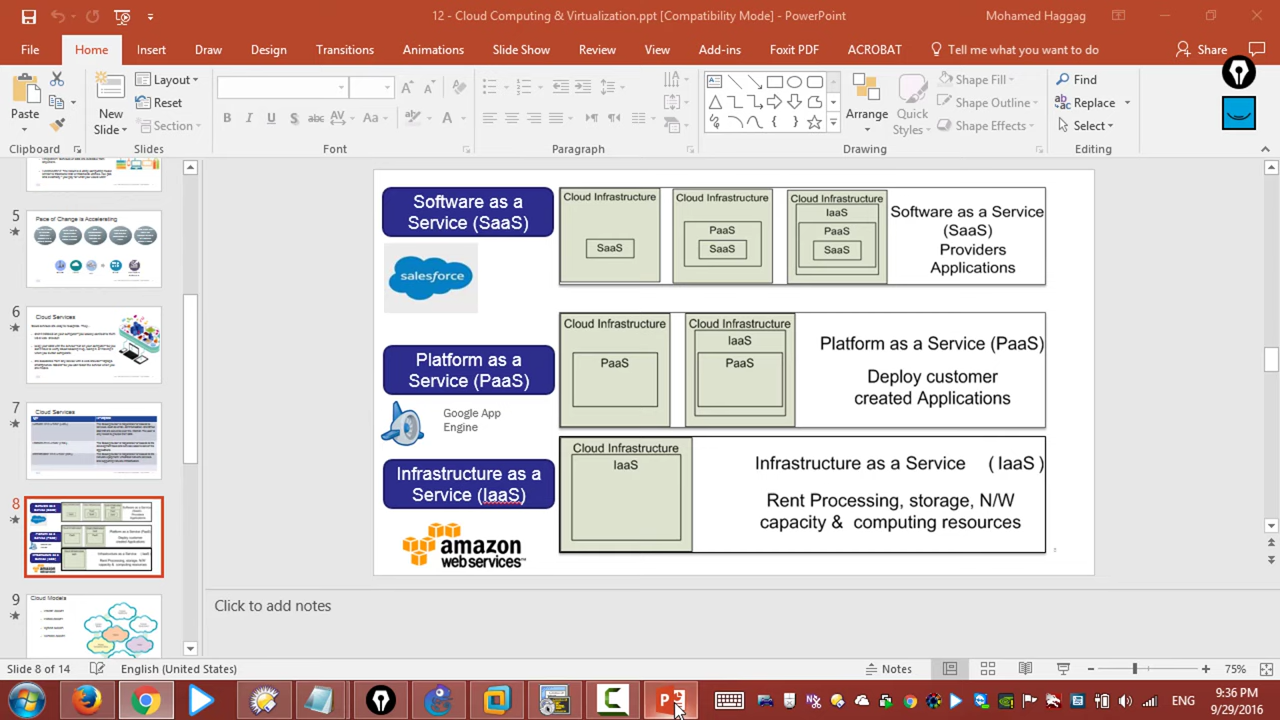 12 - Cloud Computing & Virtualization.ppt [Compatibility Mode] - PowerPoint
Mohamed Haggag
File
Home
Insert
Draw
Design
Transitions
Animations
Slide Show
Review
View
Add-ins
Foxit PDF
ACROBAT
Tell me what you want to do
Share
Paste
New
Slide
Layout
Reset
Section
Quick
Styles
Arrange
Shape Fill
Shape Outline
Shape Effects
Find
Replace
Select
Clipboard
Slides
Font
Paragraph
Drawing
Editing
5
Pace of Change is Accelerating
6
Cloud Services
7
Cloud Services
8
9
Cloud Models
Software as a
Service (SaaS)
salesforce
Cloud Infrastructure
SaaS
Cloud Infrastructure
PaaS
SaaS
Cloud Infrastructure
IaaS
PaaS
SaaS
Software as a Service
(SaaS)
Providers
Applications
Platform as a
Service (PaaS)
Google App
Engine
Cloud Infrastructure
PaaS
Cloud Infrastructure
IaaS
PaaS
Platform as a Service (PaaS)
Deploy customer
created Applications
Infrastructure as a
Service (IaaS)
amazon
webservices™
Cloud Infrastructure
IaaS
Infrastructure as a Service (IaaS)
Rent Processing, storage, N/W
capacity & computing resources
Click to add notes
Slide 8 of 14
English (United States)
Notes
75%
ENG
9:36 PM
9/29/2016